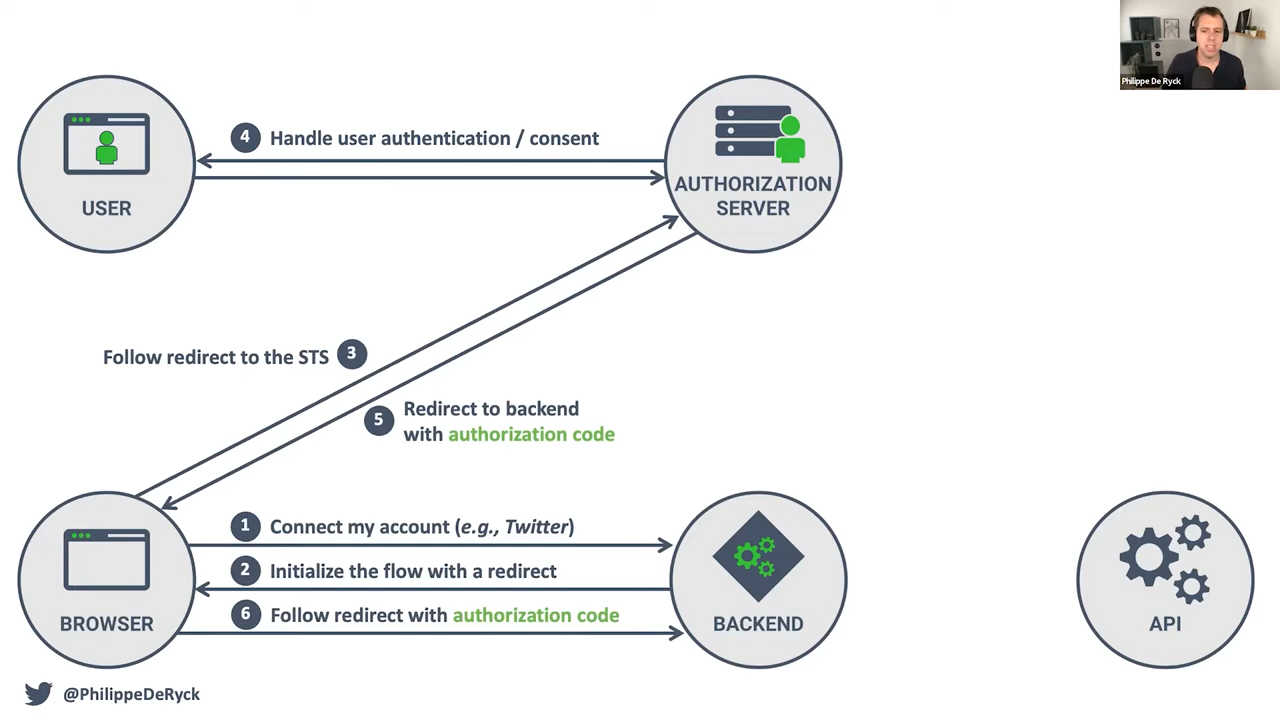 Philippe De Ryck
4 Handle user authentication / consent
USER
AUTHORIZATION
SERVER
Follow redirect to the STS 3
5 Redirect to backend
with authorization code
1 Connect my account (e.g., Twitter)
2 Initialize the flow with a redirect
6 Follow redirect with authorization code
BROWSER
BACKEND
API
@PhilippeDeRyck